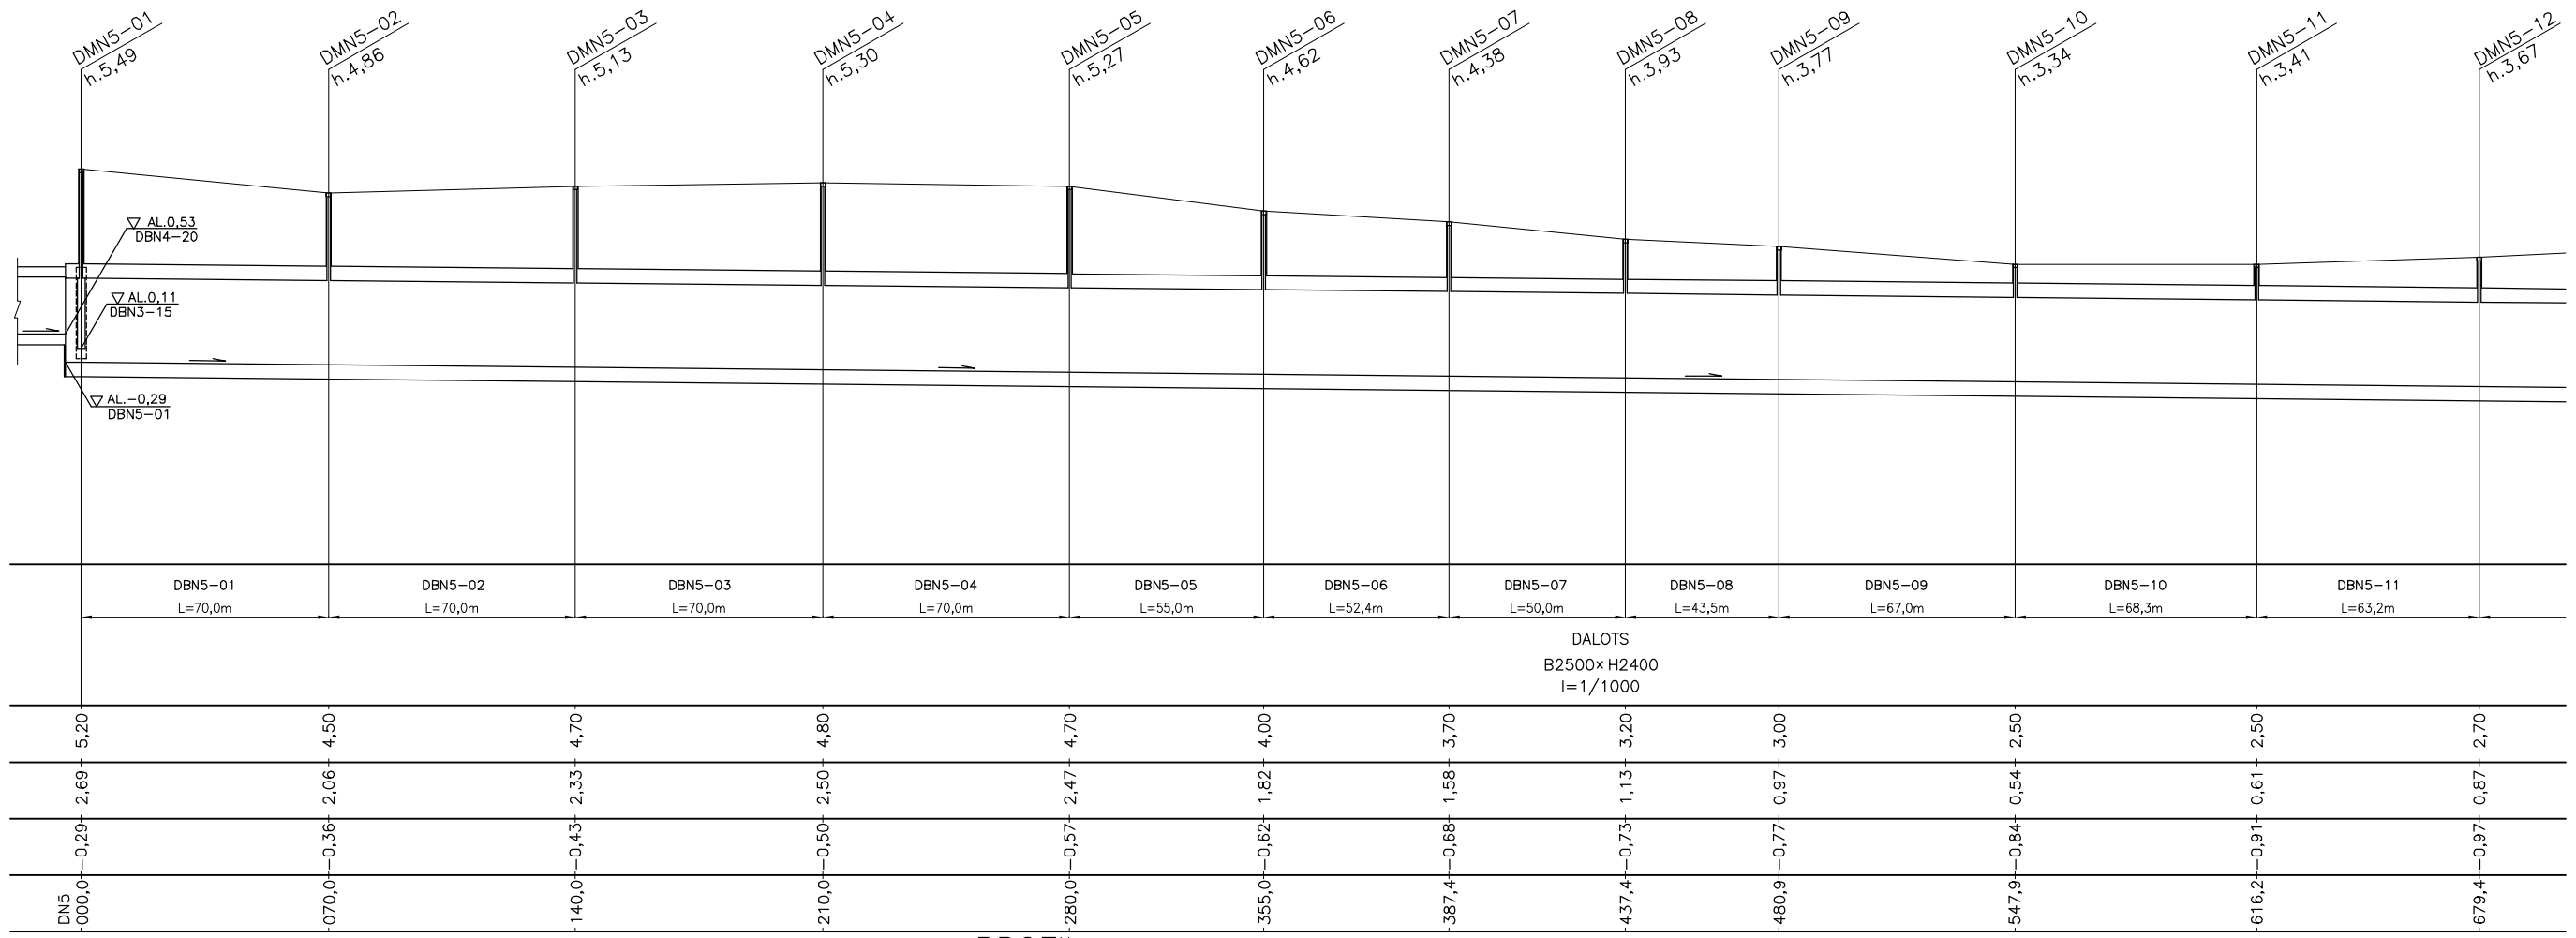 DMN5-01
h.5,49
DMN5-02
h.4,86
DMN5-03
h.5,13
DMN5-04
h.5,30
DMN5-05
h.5,27
DMN5-06
h.4,62
DMN5-07
h.4,38
DMN5-08
h.3,93
DMN5-09
h.3,77
DMN5-10
h.3,34
DMN5-11
h.3,41
DMN5-12
h.3,67
AL.0,53
DBN4-20
AL.0,11
DBN3-15
AL.-0,29
DBN5-01
DBN5-01 DBN5-02 DBN5-03 DBN5-04 DBN5-05 DBN5-06 DBN5-07 DBN5-08 DBN5-09 DBN5-10 DBN5-11
L=70,0m L=70,0m L=70,0m L=70,0m L=55,0m L=52,4m L=50,0m L=43,5m L=67,0m L=68,3m L=63,2m
DALOTS
B2500×H2400
I=1/1000
5,20 4,50 4,70 4,80 4,70 4,00 3,70 3,20 3,00 2,50 2,50 2,70
2,69 2,06 2,33 2,50 2,47 1,82 1,58 1,13 0,97 0,54 0,61 0,87
-0,29 -0,36 -0,43 -0,50 -0,57 -0,62 -0,68 -0,73 -0,77 -0,84 -0,91 -0,97
DN5
000,0 070,0 140,0 210,0 280,0 355,0 387,4 437,4 480,9 547,9 616,2 679,4